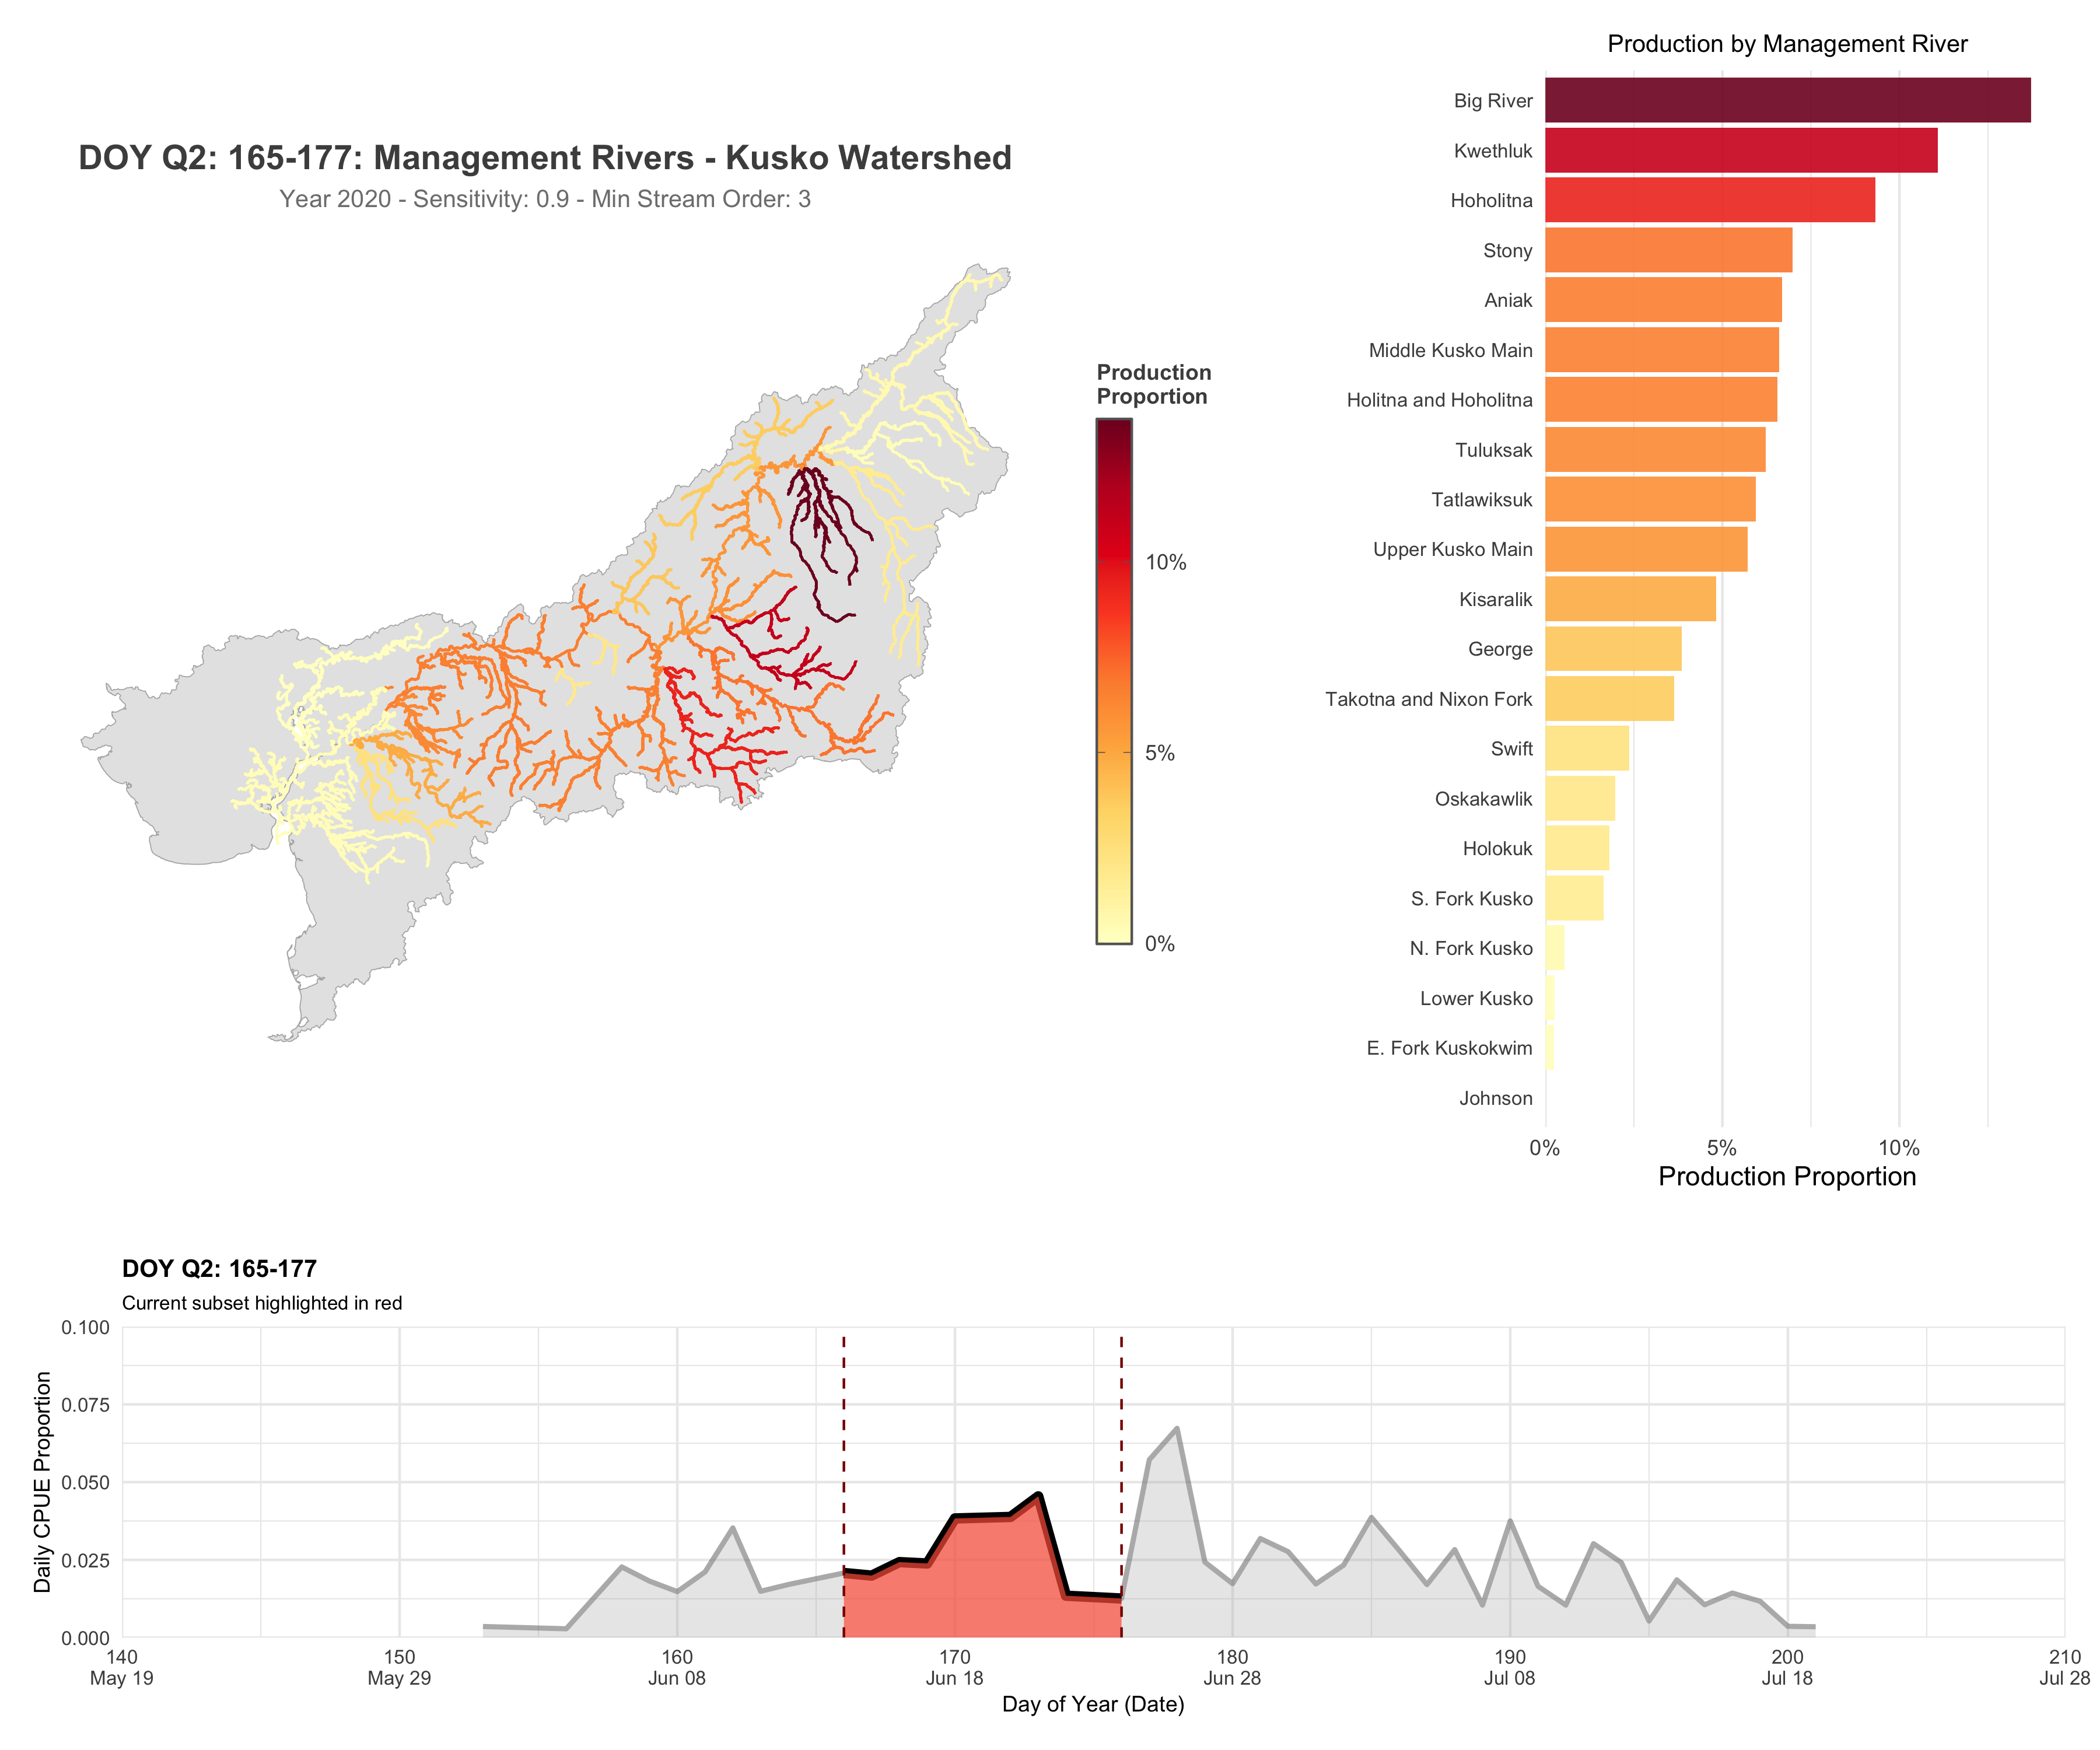 DOY Q2: 165-177: Management Rivers - Kusko Watershed
Year 2020 - Sensitivity: 0.9 - Min Stream Order: 3
Production
Proportion
10%
5%
0%
Production by Management River
Big River
Kwethluk
Hoholitna
Stony
Aniak
Middle Kusko Main
Holitna and Hoholitna
Tuluksak
Tatlawiksuk
Upper Kusko Main
Kisaralik
George
Takotna and Nixon Fork
Swift
Oskakawlik
Holokuk
S. Fork Kusko
N. Fork Kusko
Lower Kusko
E. Fork Kuskokwim
Johnson
0% 5% 10%
Production Proportion
DOY Q2: 165-177
Current subset highlighted in red
Daily CPUE Proportion
0.100
0.075
0.050
0.025
0.000
140 150 160 170 180 190 200 210
May 19 May 29 Jun 08 Jun 18 Jun 28 Jul 08 Jul 18 Jul 28
Day of Year (Date)